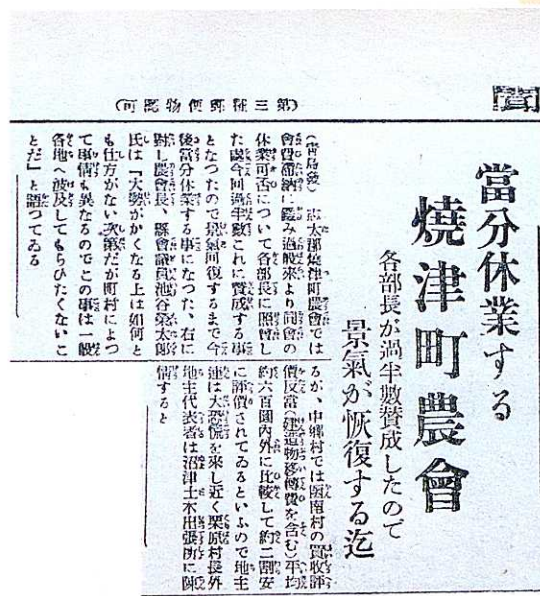 聞
（第三種郵便物認可）
當分休業する
燒津町農會
各部長が過半數賛成したので
景氣が恢復する迄
（靑島發）志太郡燒津町農會では
會費滯納に鑑み過般來より同會の
休業可否について各部長に照會し
た處今回過半數これに賛成する事
となつたので景氣回復するまで今
後當分休業する事になつた、右に
對し農會長、縣會議員池谷榮太郞
氏は『大勢がかくなる上は如何と
も仕方がない次第だが町村によつ
て事情も異なるのでこの事は一般
各地へ波及してもらひたくないこ
とだ』と語つてゐる
るが、中鄕村では函南村の買收評
價反當（建造物移轉費を含む）平均
約六百圓內外に比較して約二割安
に評價されてゐるといふので地主
連は大恐慌を來し近く栗原村長外
地主代表者は沼津土木出張所に陳
情すると